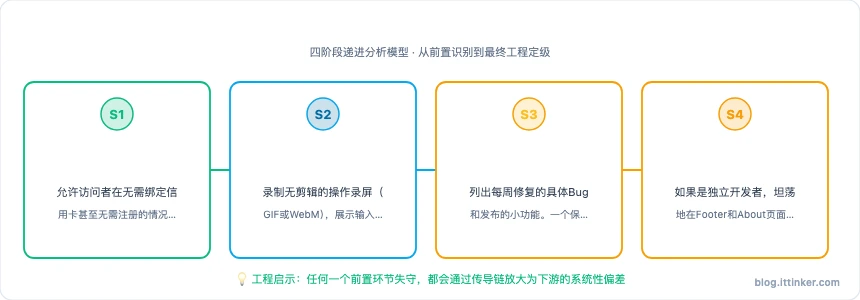 四阶段递进分析模型 · 从前置识别到最终工程定级
S1
允许访问者在无需绑定信
用卡甚至无需注册的情况...
S2
录制无剪辑的操作录屏（
GIF或WebM），展示输入...
S3
列出每周修复的具体Bug
和发布的小功能。一个保...
S4
如果是独立开发者，坦荡
地在Footer和About页面...
💡 工程启示：任何一个前置环节失守，都会通过传导链放大为下游的系统性偏差
blog.ittinker.com